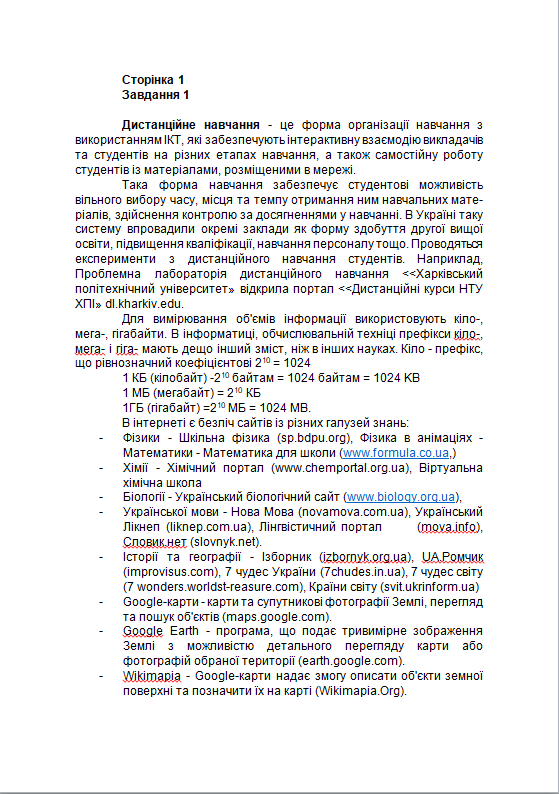 Сторінка 1
Завдання 1
Дистанційне навчання - це форма організації навчання з
використанням ІКТ, які забезпечують інтерактивну взаємодію викладачів
та студентів на різних етапах навчання, а також самостійну роботу
студентів із матеріалами, розміщеними в мережі.
Така форма навчання забезпечує студентові можливість
вільного вибору часу, місця та темпу отримання ним навчальних мате-
ріалів, здійснення контролю за досягненнями у навчанні. В Україні таку
систему впровадили окремі заклади як форму здобуття другої вищої
освіти, підвищення кваліфікації, навчання персоналу тощо. Проводяться
експерименти з дистанційного навчання студентів. Наприклад,
Проблемна лабораторія дистанційного навчання <<Харківський
політехнічний університет» відкрила портал <<Дистанційні курси НТУ
ХПІ» dl.kharkiv.edu.
Для вимірювання об'ємів інформації використовують кіло-,
мега-, гігабайти. В інформатиці, обчислювальній техніці префікси кіло-,
мега- і гіга- мають дещо інший зміст, ніж в інших науках. Кіло - префікс,
що рівнозначний коефіцієнтові 2¹⁰ = 1024
1 КБ (кілобайт) -2¹⁰ байтам = 1024 байтам = 1024 KB
1 МБ (мегабайт) = 2¹⁰ КБ
1ГБ (гігабайт) =2¹⁰ МБ = 1024 МВ.
В інтернеті є безліч сайтів із різних галузей знань:
- Фізики - Шкільна фізика (sp.bdpu.org), Фізика в анімаціях -
Математики - Математика для школи (www.formula.co.ua,)
- Хімії - Хімічний портал (www.chemportal.org.ua), Віртуальна
хімічна школа
- Біології - Український біологічний сайт (www.biology.org.ua),
- Української мови - Нова Мова (novamova.com.ua), Український
Лікнеп (liknep.com.ua), Лінгвістичний портал (mova.info),
Словик.нет (slovnyk.net).
- Історії та географії - Ізборник (izbornyk.org.ua), UA.Ромчик
(improvisus.com), 7 чудес України (7chudes.in.ua), 7 чудес світу
(7 wonders.worldst-reasure.com), Країни світу (svit.ukrinform.ua)
- Google-карти - карти та супутникові фотографії Землі, перегляд
та пошук об'єктів (maps.google.com).
- Google Earth - програма, що подає тривимірне зображення
Землі з можливістю детального перегляду карти або
фотографій обраної території (earth.google.com).
- Wikimapia - Google-карти надає змогу описати об'єкти земної
поверхні та позначити їх на карті (Wikimapia.Org).